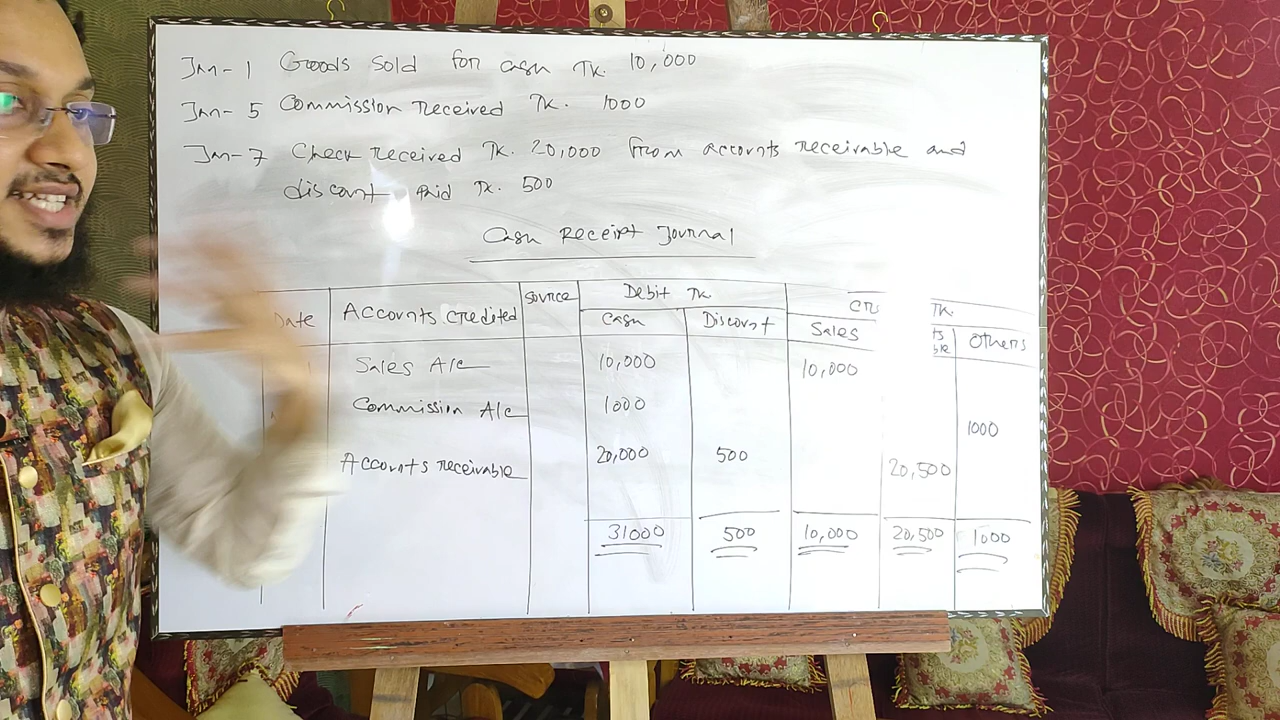 Jan-1 Goods sold for cash Tk. 10,000
Jan-5 Commission received Tk. 1000
Jan-7 Check received Tk. 20,000 from accounts receivable and
discount paid Tk. 500
Cash Receipt Journal
Date Accounts credited Source Debit Tk. Tk.
Cash Discount Sales Others
Sales A/c 10,000 10,000
Commission A/c 1000 1000
Accounts receivable 20,000 500 20,500
31000 500 10,000 20,500 1000